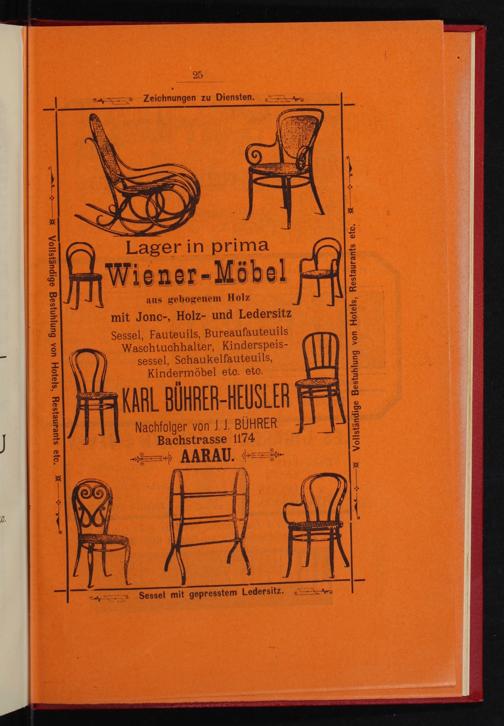 25
Zeichnungen zu Diensten.
Lager in prima
Wiener-Möbel
aus gebogenem Holz
mit Jonc-, Holz- und Ledersitz
Sessel, Fauteuils, Bureaufauteuils
Waschtuchhalter, Kinderspeis-
sessel, Schaukelfauteuils,
Kindermöbel etc. etc.
KARL BÜHRER-HEUSLER
Nachfolger von J. J. BÜHRER
Bachstrasse 1174
AARAU.
Sessel mit gepresstem Ledersitz.
Vollständige Bestuhlung von Hotels, Restaurants etc.
Vollständige Bestuhlung von Hotels, Restaurants etc.